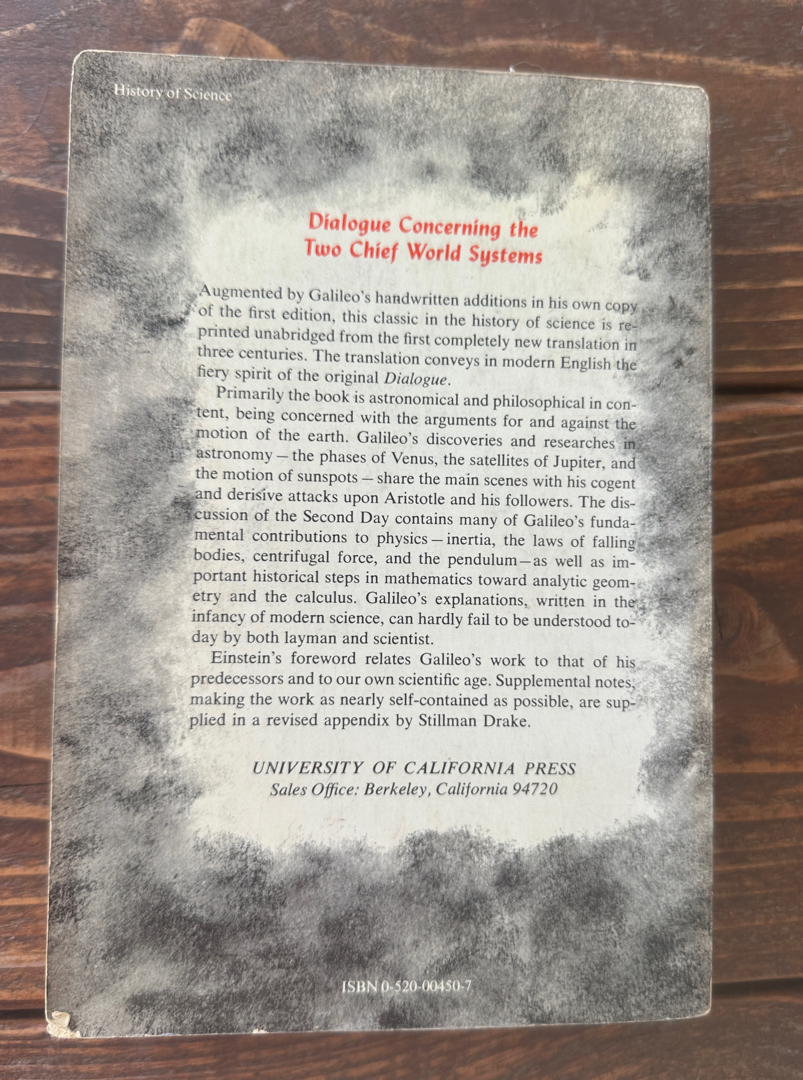 History of Science
Dialogue Concerning the
Two Chief World Systems
Augmented by Galileo's handwritten additions in his own copy
of the first edition, this classic in the history of science is re-
printed unabridged from the first completely new translation in
three centuries. The translation conveys in modern English the
fiery spirit of the original Dialogue.
Primarily the book is astronomical and philosophical in con-
tent, being concerned with the arguments for and against the
motion of the earth. Galileo's discoveries and researches in
astronomy — the phases of Venus, the satellites of Jupiter, and
the motion of sunspots — share the main scenes with his cogent
and derisive attacks upon Aristotle and his followers. The dis-
cussion of the Second Day contains many of Galileo's funda-
mental contributions to physics — inertia, the laws of falling
bodies, centrifugal force, and the pendulum — as well as im-
portant historical steps in mathematics toward analytic geom-
etry and the calculus. Galileo's explanations, written in the
infancy of modern science, can hardly fail to be understood to-
day by both layman and scientist.
Einstein's foreword relates Galileo's work to that of his
predecessors and to our own scientific age. Supplemental notes,
making the work as nearly self-contained as possible, are sup-
plied in a revised appendix by Stillman Drake.
UNIVERSITY OF CALIFORNIA PRESS
Sales Office: Berkeley, California 94720
ISBN 0-520-00450-7